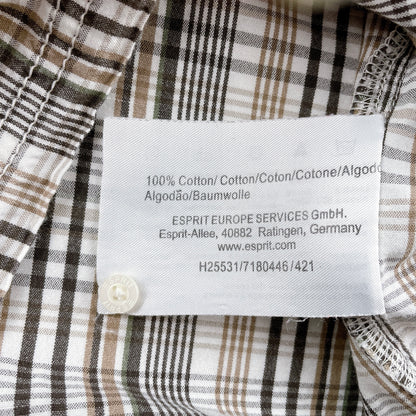 100% Cotton/ Cotton/Coton/Cotone/Algodo
Algodão/Baumwolle
ESPRIT EUROPE SERVICES GmbH.
Esprit-Allee, 40882 Ratingen, Germany
www.esprit.com
H25531/7180446/421